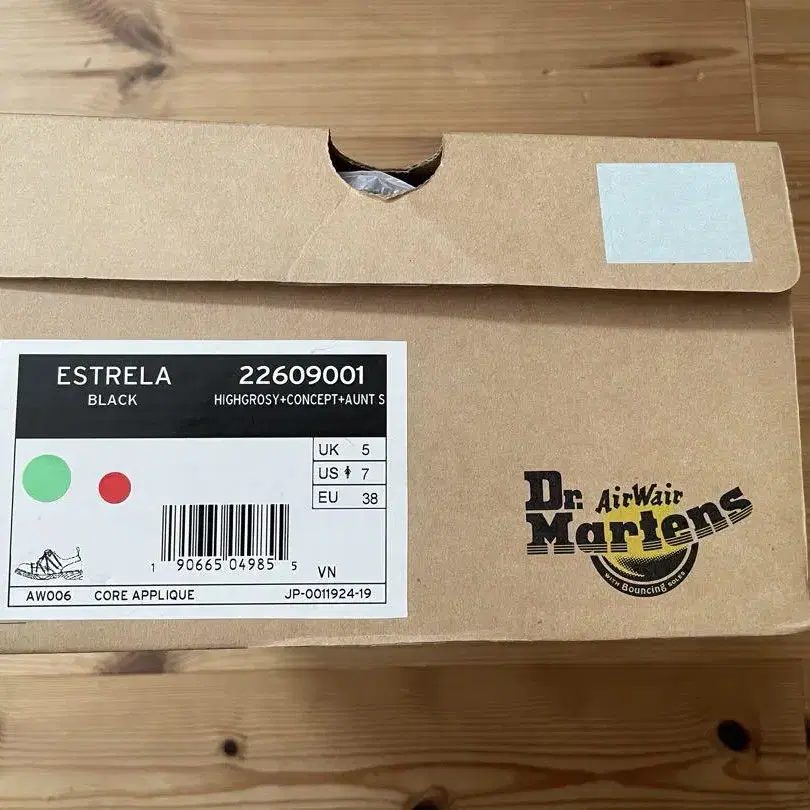 ESTRELA 22609001
BLACK HIGHGROSY+CONCEPT+AUNT S
UK 5
US 7
EU 38
1 90665 04985 5
VN
AW006 CORE APPLIQUE JP-0011924-19
Dr. AirWair
Martens
WITH Bouncing SOLES